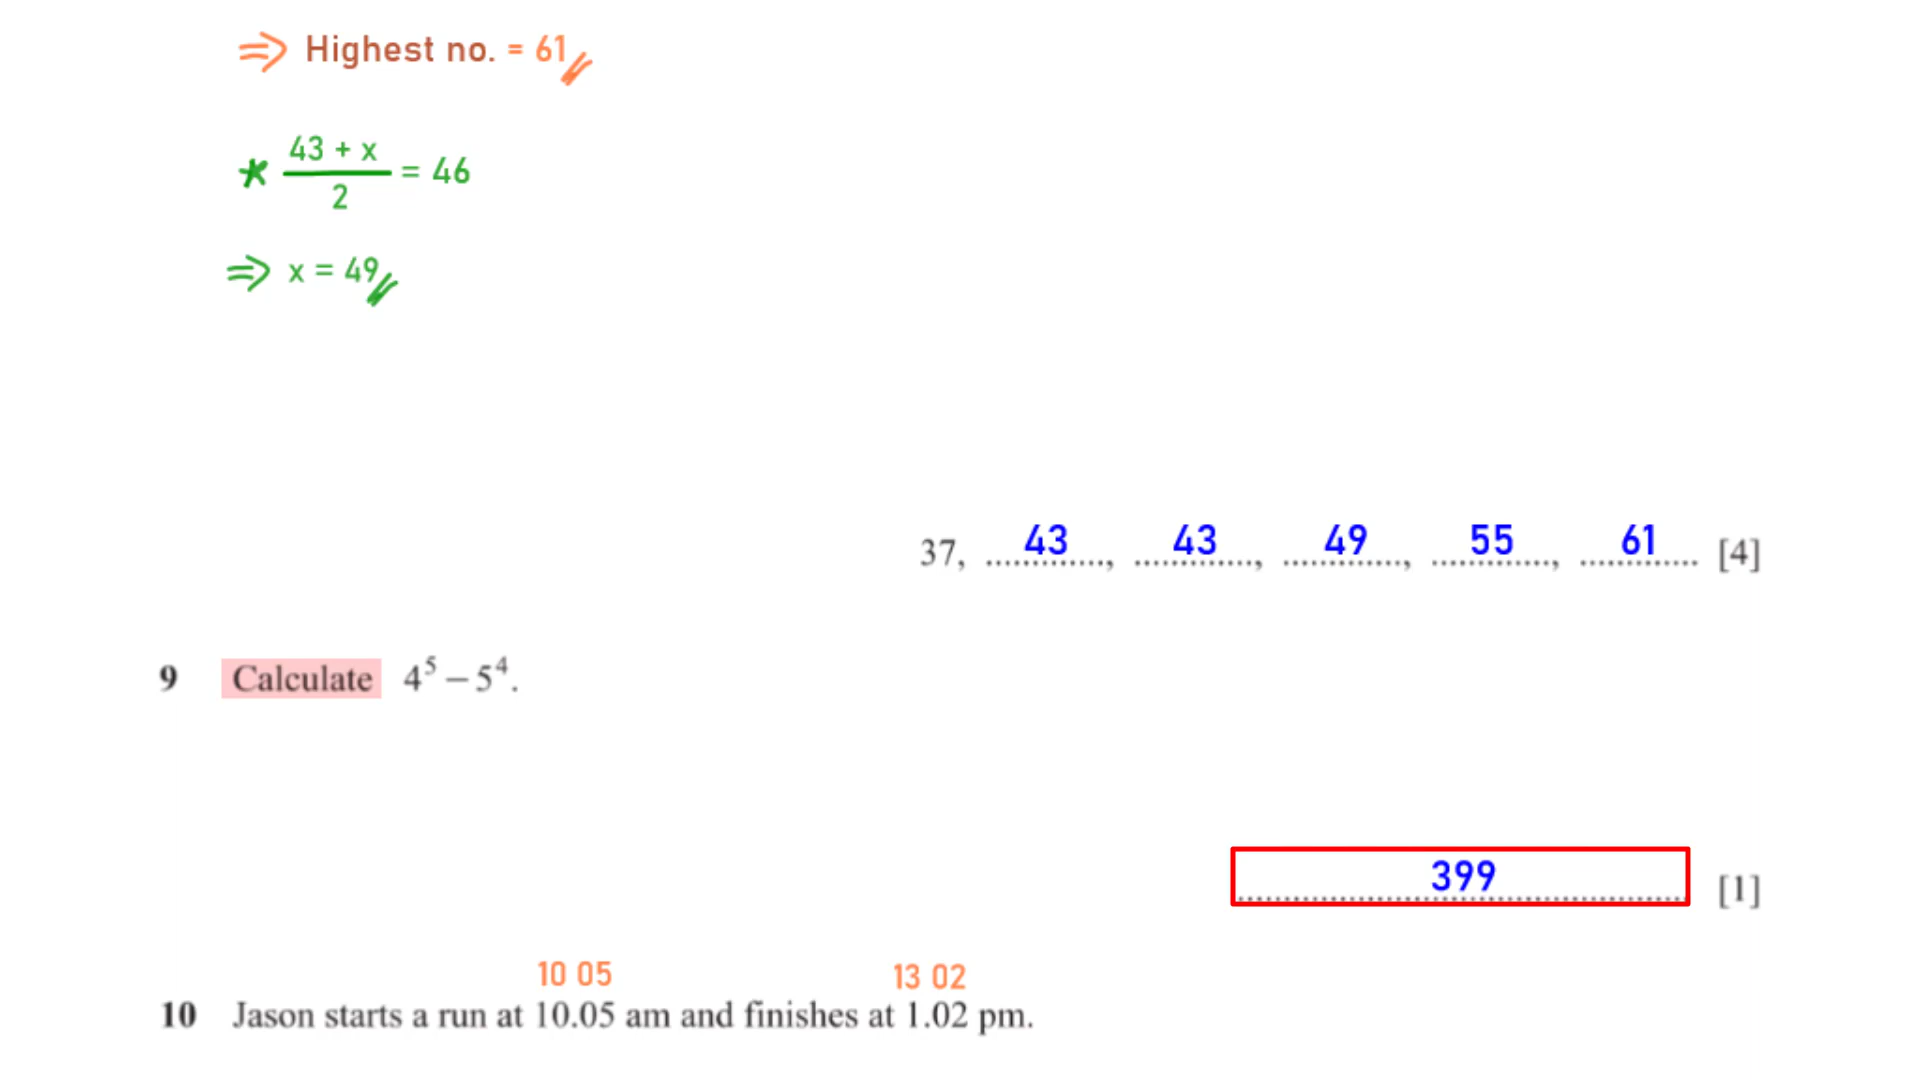 ⇒ Highest no. = 61
* (43 + x)/2 = 46
⇒ x = 49
37, 43, 43, 49, 55, 61 [4]
9 Calculate 4⁵ – 5⁴.
399 [1]
10 05 13 02
10 Jason starts a run at 10.05 am and finishes at 1.02 pm.